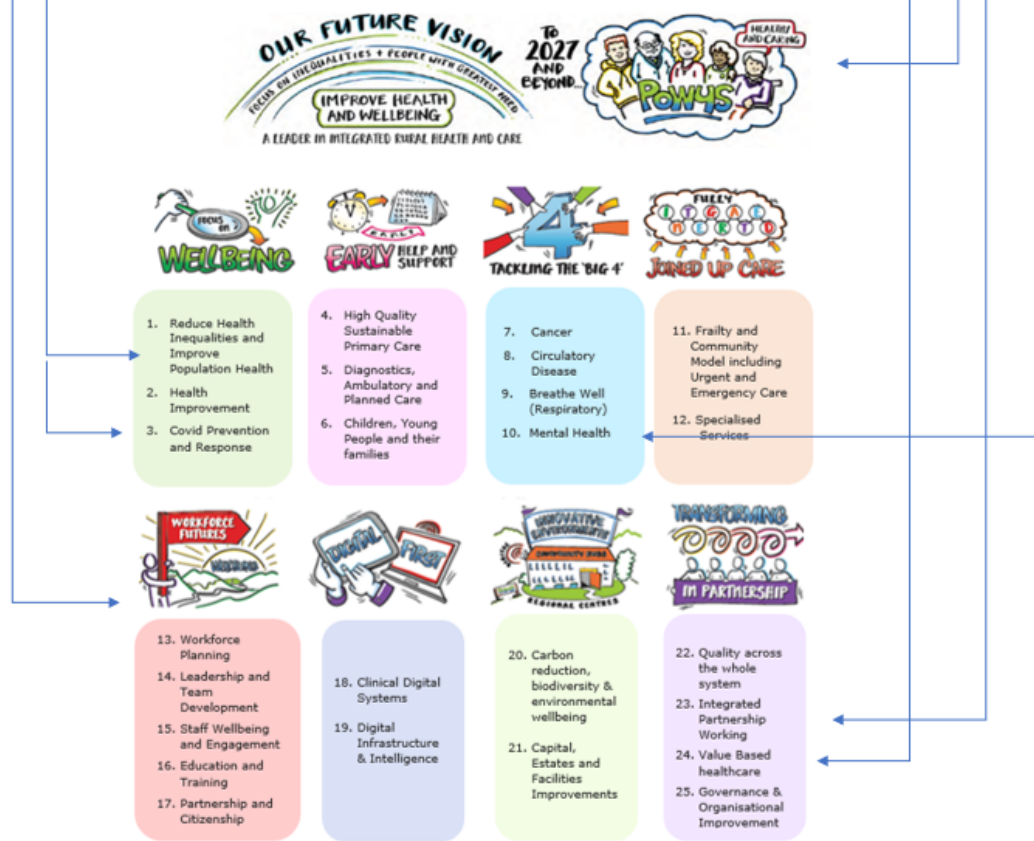 OUR FUTURE VISION
FOCUS ON INEQUALITIES + PEOPLE WITH GREATEST NEED
IMPROVE HEALTH
AND WELLBEING
A LEADER IN INTEGRATED RURAL HEALTH AND CARE
TO
2027
AND
BEYOND...
HEALTHY
AND CARING
POWYS
FOCUS
ON
WELLBEING
EARLY
EARLY HELP AND
SUPPORT
4
TACKLING THE 'BIG 4'
FULLY
JOINED UP CARE
1. Reduce Health
Inequalities and
Improve
Population Health
2. Health
Improvement
3. Covid Prevention
and Response
4. High Quality
Sustainable
Primary Care
5. Diagnostics,
Ambulatory and
Planned Care
6. Children, Young
People and their
families
7. Cancer
8. Circulatory
Disease
9. Breathe Well
(Respiratory)
10. Mental Health
11. Frailty and
Community
Model including
Urgent and
Emergency Care
12. Specialised
Services
WORKFORCE
FUTURES
DIGITAL
FIRST
INNOVATIVE
ENVIRONMENTS
COMMUNITY HUBS
REGIONAL CENTRES
TRANSFORMING
IN PARTNERSHIP
13. Workforce
Planning
14. Leadership and
Team
Development
15. Staff Wellbeing
and Engagement
16. Education and
Training
17. Partnership and
Citizenship
18. Clinical Digital
Systems
19. Digital
Infrastructure
& Intelligence
20. Carbon
reduction,
biodiversity &
environmental
wellbeing
21. Capital,
Estates and
Facilities
Improvements
22. Quality across
the whole
system
23. Integrated
Partnership
Working
24. Value Based
healthcare
25. Governance &
Organisational
Improvement